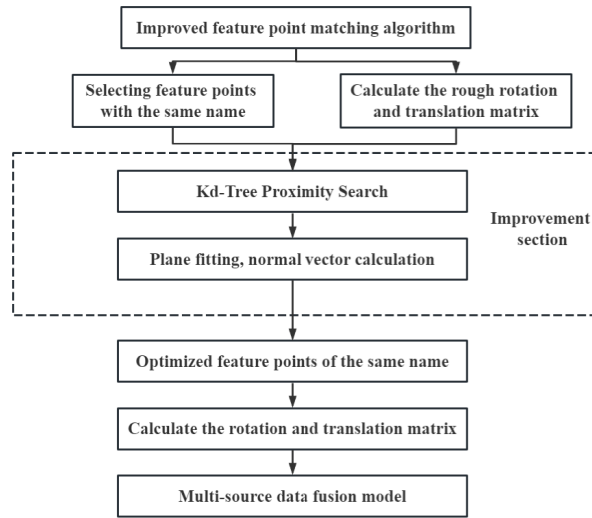 Improved feature point matching algorithm
Selecting feature points
with the same name
Calculate the rough rotation
and translation matrix
Kd-Tree Proximity Search
Improvement
section
Plane fitting, normal vector calculation
Optimized feature points of the same name
Calculate the rotation and translation matrix
Multi-source data fusion model